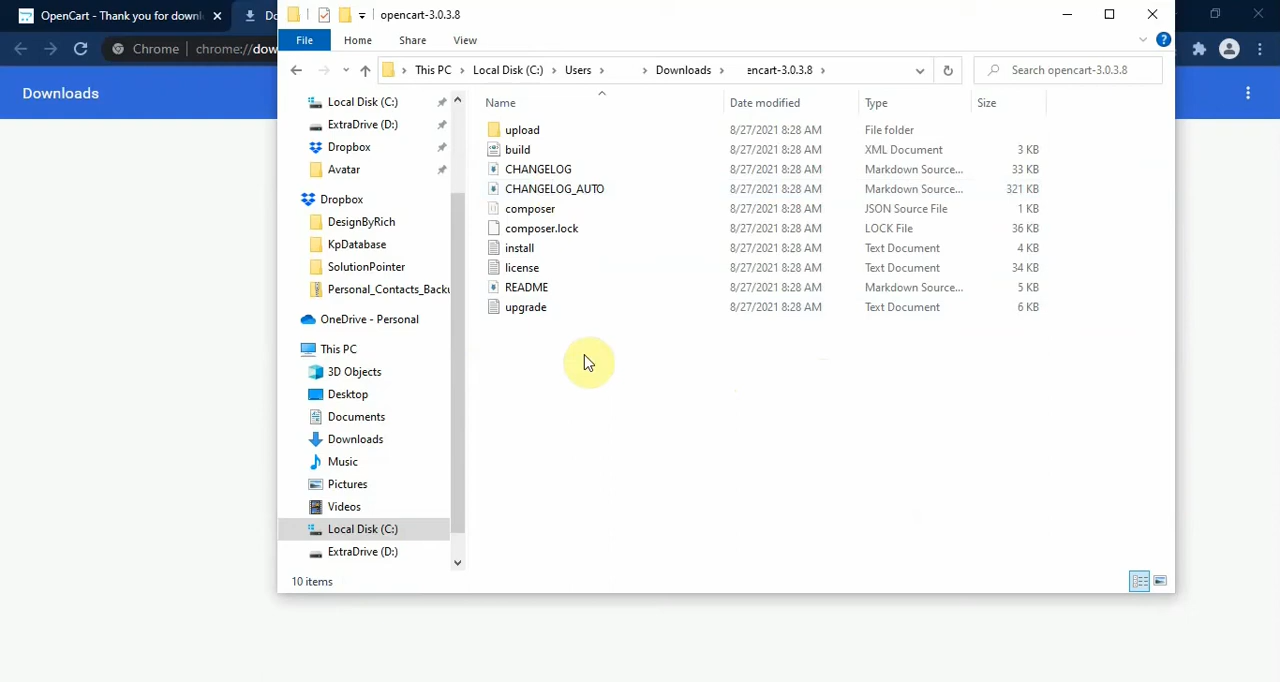 OpenCart - Thank you for downl
opencart-3.0.3.8
File
Home
Share
View
Chrome
chrome://dow
This PC
Local Disk (C:)
Users
Downloads
encart-3.0.3.8
Search opencart-3.0.3.8
Downloads
Name
Date modified
Type
Size
Local Disk (C:)
ExtraDrive (D:)
Dropbox
Avatar
Dropbox
DesignByRich
KpDatabase
SolutionPointer
Personal_Contacts_Backu
OneDrive - Personal
This PC
3D Objects
Desktop
Documents
Downloads
Music
Pictures
Videos
Local Disk (C:)
ExtraDrive (D:)
upload 8/27/2021 8:28 AM File folder
build 8/27/2021 8:28 AM XML Document 3 KB
CHANGELOG 8/27/2021 8:28 AM Markdown Source... 33 KB
CHANGELOG_AUTO 8/27/2021 8:28 AM Markdown Source... 321 KB
composer 8/27/2021 8:28 AM JSON Source File 1 KB
composer.lock 8/27/2021 8:28 AM LOCK File 36 KB
install 8/27/2021 8:28 AM Text Document 4 KB
license 8/27/2021 8:28 AM Text Document 34 KB
README 8/27/2021 8:28 AM Markdown Source... 5 KB
upgrade 8/27/2021 8:28 AM Text Document 6 KB
10 items